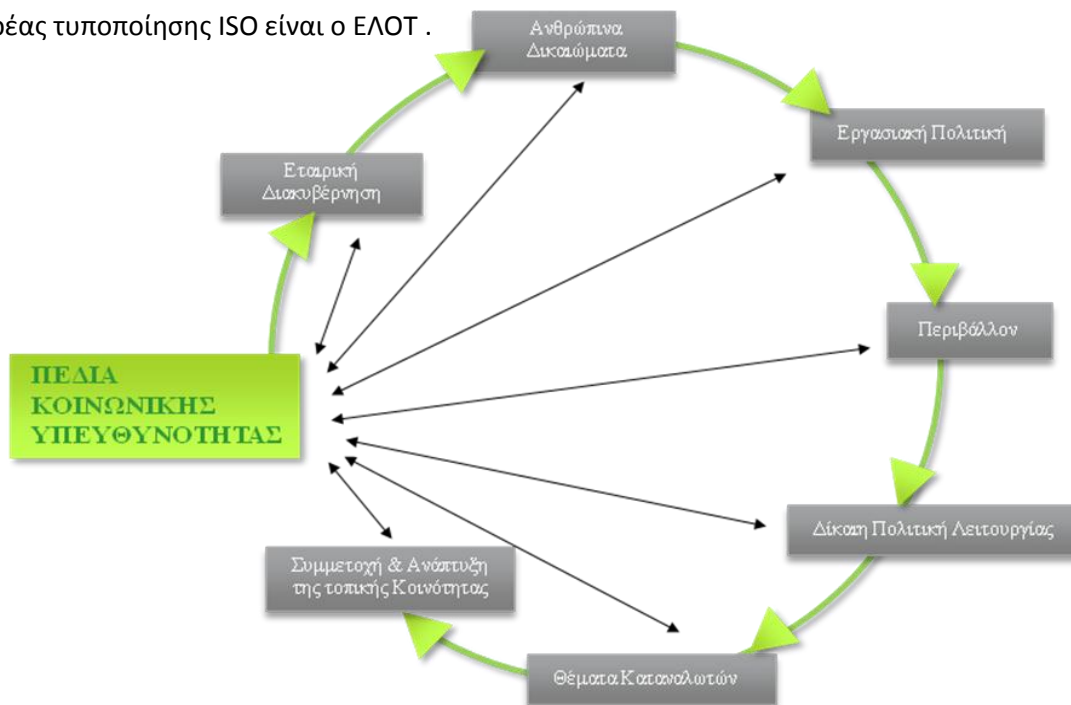 ρέας τυποποίησης ISO είναι ο ΕΛΟΤ .
Ανθρώπινα
Δικαιώματα
Εργασιακή Πολιτική
Εταιρική
Διακυβέρνηση
Περιβάλλον
ΠΕΔΙΑ
ΚΟΙΝΩΝΙΚΗΣ
ΥΠΕΥΘΥΝΟΤΗΤΑΣ
Δίκαιη Πολιτική Λειτουργίας
Συμμετοχή & Ανάπτυξη
της τοπικής Κοινότητας
Θέματα Καταναλωτών